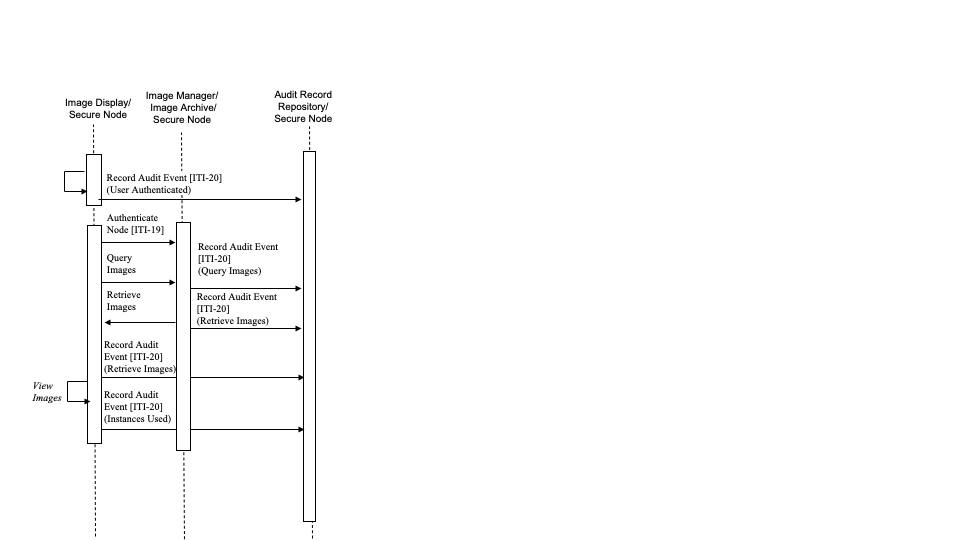 Image Display/
Secure Node
Image Manager/
Image Archive/
Secure Node
Audit Record
Repository/
Secure Node
Record Audit Event [ITI-20]
(User Authenticated)
Authenticate
Node [ITI-19]
Query
Images
Record Audit Event
[ITI-20]
(Query Images)
Retrieve
Images
Record Audit Event
[ITI-20]
(Retrieve Images)
Record Audit
Event [ITI-20]
(Retrieve Images)
View
Images
Record Audit
Event [ITI-20]
(Instances Used)